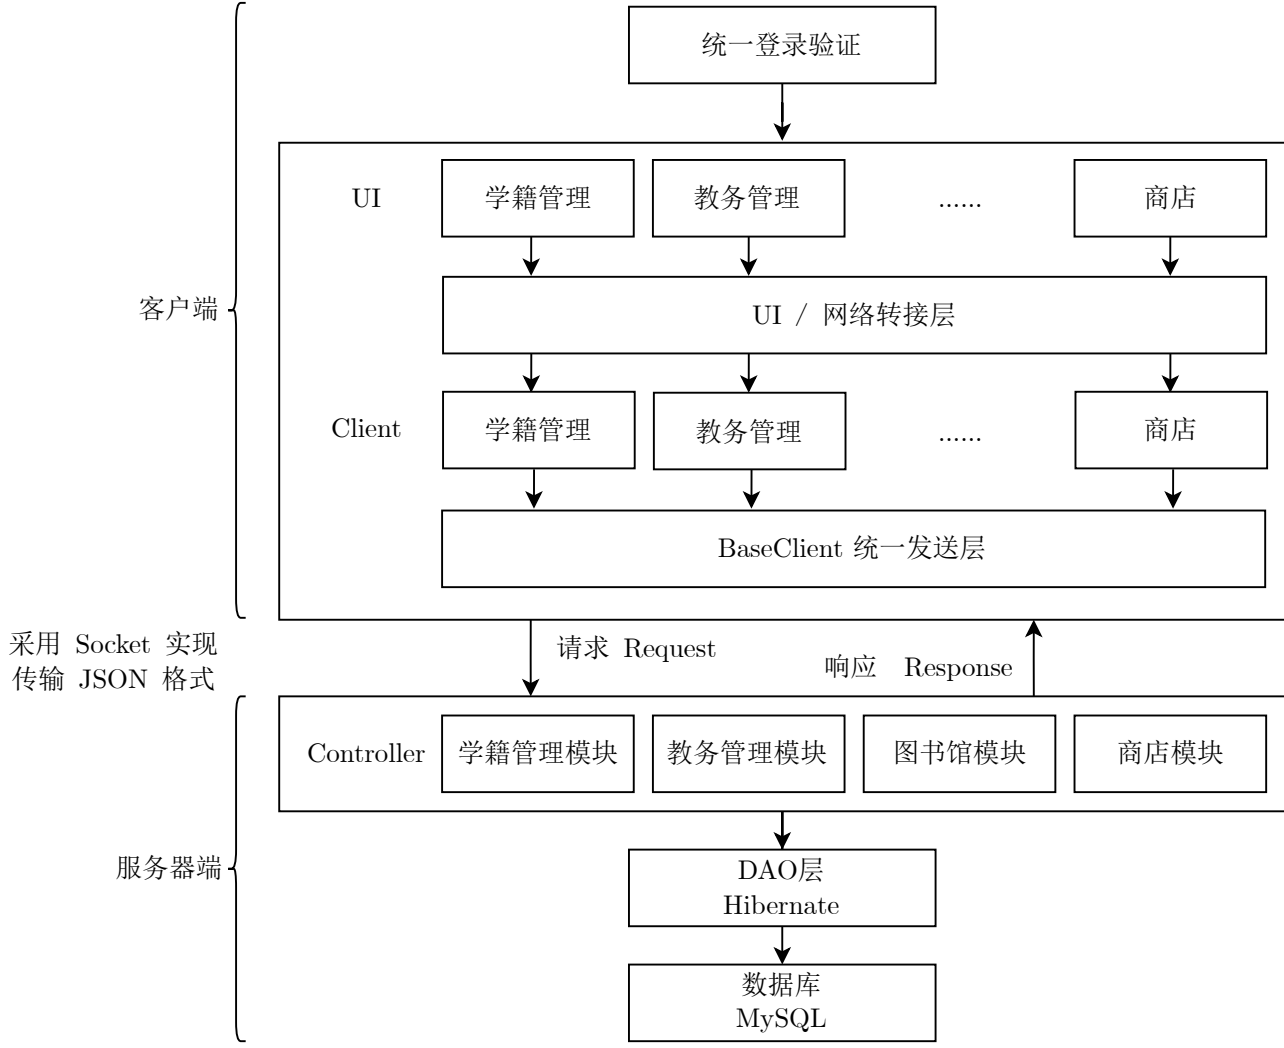 统一登录验证
UI
学籍管理
教务管理
......
商店
客户端
UI / 网络转接层
Client
学籍管理
教务管理
......
商店
BaseClient 统一发送层
采用 Socket 实现
传输 JSON 格式
请求 Request
响应 Response
Controller
学籍管理模块
教务管理模块
图书馆模块
商店模块
服务器端
DAO层
Hibernate
数据库
MySQL